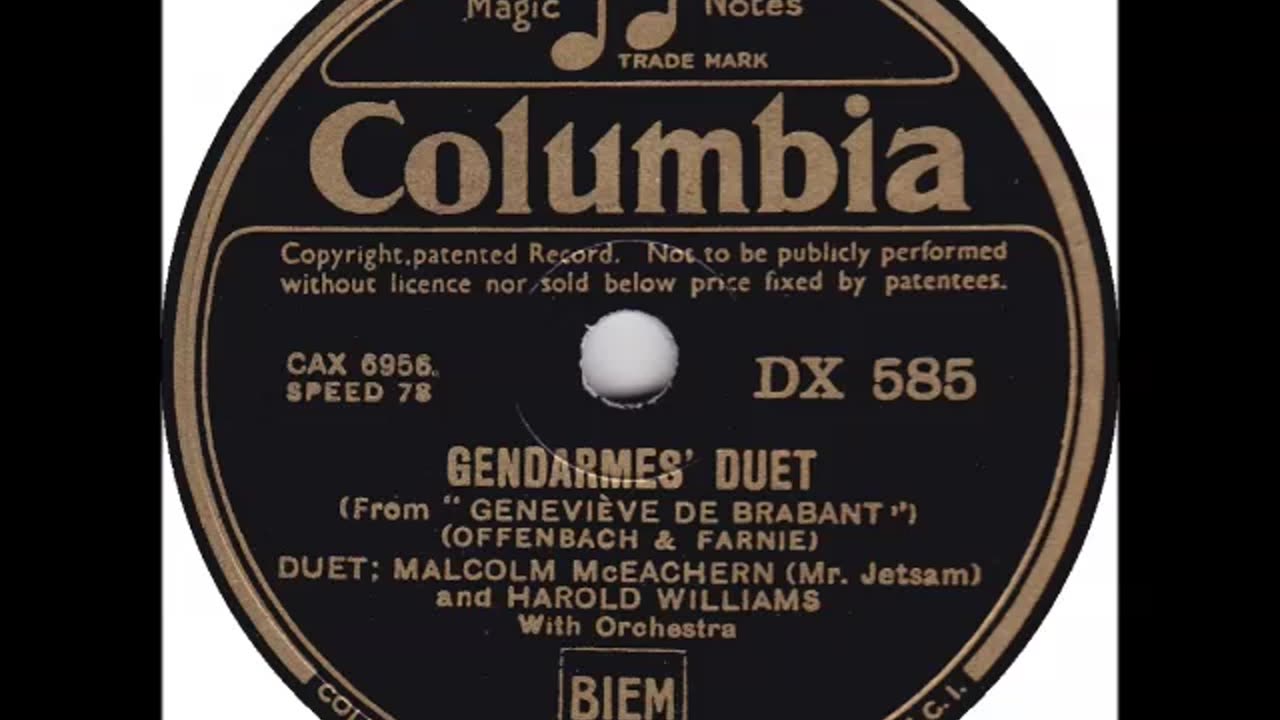 Magic Notes
TRADE MARK
Columbia
Copyright, patented Record. Not to be publicly performed
without licence nor sold below price fixed by patentees.
CAX 6956.
SPEED 78
DX 585
GENDARMES' DUET
(From "GENEVIÈVE DE BRABANT")
(OFFENBACH & FARNIE)
DUET; MALCOLM McEACHERN (Mr. Jetsam)
and HAROLD WILLIAMS
With Orchestra
BIEM